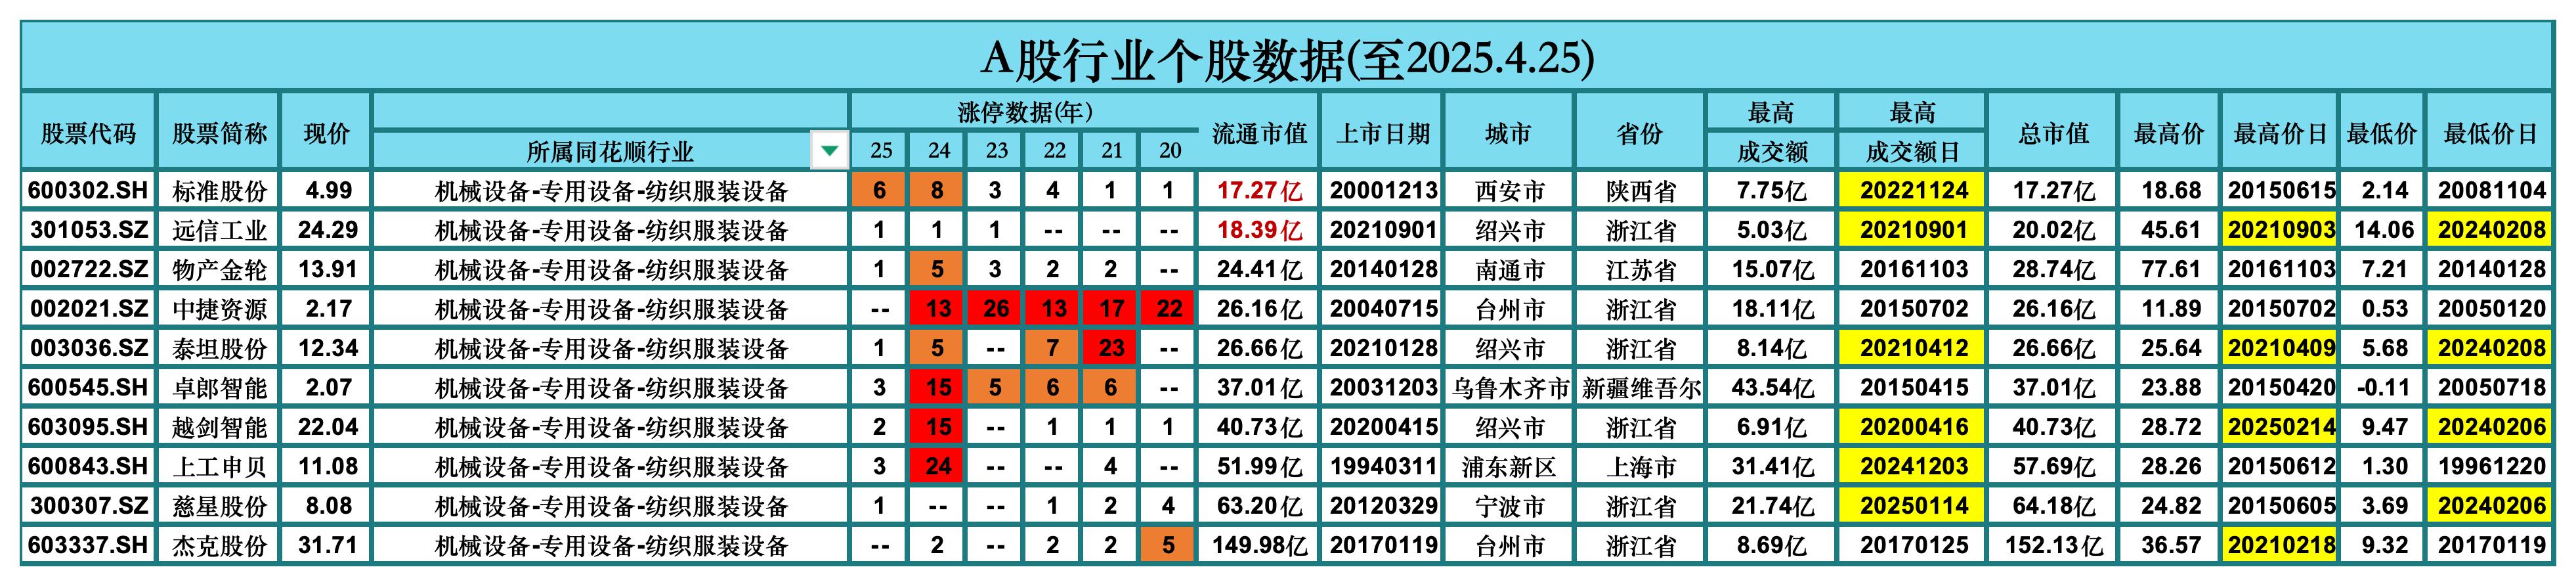 A股行业个股数据(至2025.4.25)
股票代码 股票简称 现价 所属同花顺行业 涨停数据(年) 流通市值 上市日期 城市 省份 最高 最高 总市值 最高价 最高价日 最低价 最低价日
25 24 23 22 21 20 成交额 成交额日
600302.SH 标准股份 4.99 机械设备-专用设备-纺织服装设备 6 8 3 4 1 1 17.27亿 20001213 西安市 陕西省 7.75亿 20221124 17.27亿 18.68 20150615 2.14 20081104
301053.SZ 远信工业 24.29 机械设备-专用设备-纺织服装设备 1 1 1 -- -- -- 18.39亿 20210901 绍兴市 浙江省 5.03亿 20210901 20.02亿 45.61 20210903 14.06 20240208
002722.SZ 物产金轮 13.91 机械设备-专用设备-纺织服装设备 1 5 3 2 2 -- 24.41亿 20140128 南通市 江苏省 15.07亿 20161103 28.74亿 77.61 20161103 7.21 20140128
002021.SZ 中捷资源 2.17 机械设备-专用设备-纺织服装设备 -- 13 26 13 17 22 26.16亿 20040715 台州市 浙江省 18.11亿 20150702 26.16亿 11.89 20150702 0.53 20050120
003036.SZ 泰坦股份 12.34 机械设备-专用设备-纺织服装设备 1 5 -- 7 23 -- 26.66亿 20210128 绍兴市 浙江省 8.14亿 20210412 26.66亿 25.64 20210409 5.68 20240208
600545.SH 卓郎智能 2.07 机械设备-专用设备-纺织服装设备 3 15 5 6 6 -- 37.01亿 20031203 乌鲁木齐市 新疆维吾尔 43.54亿 20150415 37.01亿 23.88 20150420 -0.11 20050718
603095.SH 越剑智能 22.04 机械设备-专用设备-纺织服装设备 2 15 -- 1 1 1 40.73亿 20200415 绍兴市 浙江省 6.91亿 20200416 40.73亿 28.72 20250214 9.47 20240206
600843.SH 上工申贝 11.08 机械设备-专用设备-纺织服装设备 3 24 -- -- 4 -- 51.99亿 19940311 浦东新区 上海市 31.41亿 20241203 57.69亿 28.26 20150612 1.30 19961220
300307.SZ 慈星股份 8.08 机械设备-专用设备-纺织服装设备 1 -- -- 1 2 4 63.20亿 20120329 宁波市 浙江省 21.74亿 20250114 64.18亿 24.82 20150605 3.69 20240206
603337.SH 杰克股份 31.71 机械设备-专用设备-纺织服装设备 -- 2 -- 2 2 5 149.98亿 20170119 台州市 浙江省 8.69亿 20170125 152.13亿 36.57 20210218 9.32 20170119